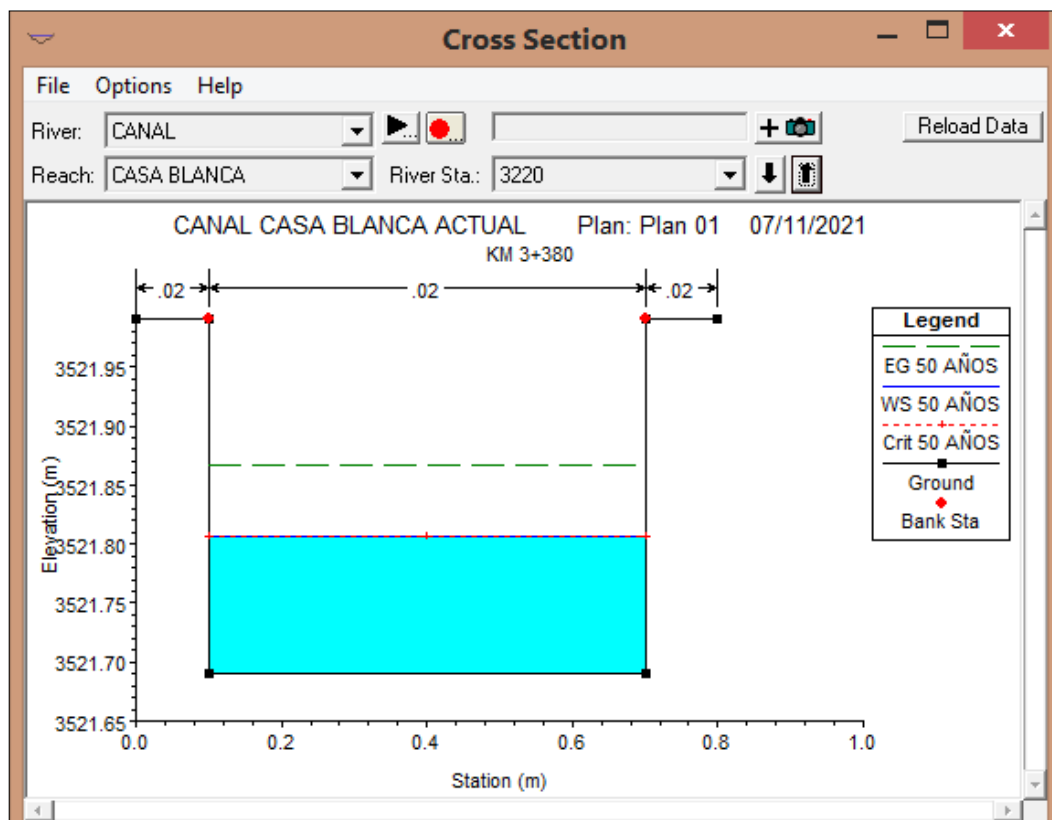 Cross Section
File Options Help
River: CANAL Reload Data
Reach: CASA BLANCA River Sta.: 3220
CANAL CASA BLANCA ACTUAL Plan: Plan 01 07/11/2021
KM 3+380
.02 .02 .02
Legend
EG 50 AÑOS
WS 50 AÑOS
Crit 50 AÑOS
Ground
Bank Sta
Elevation (m)
3521.95
3521.90
3521.85
3521.80
3521.75
3521.70
3521.65
0.0 0.2 0.4 0.6 0.8 1.0
Station (m)